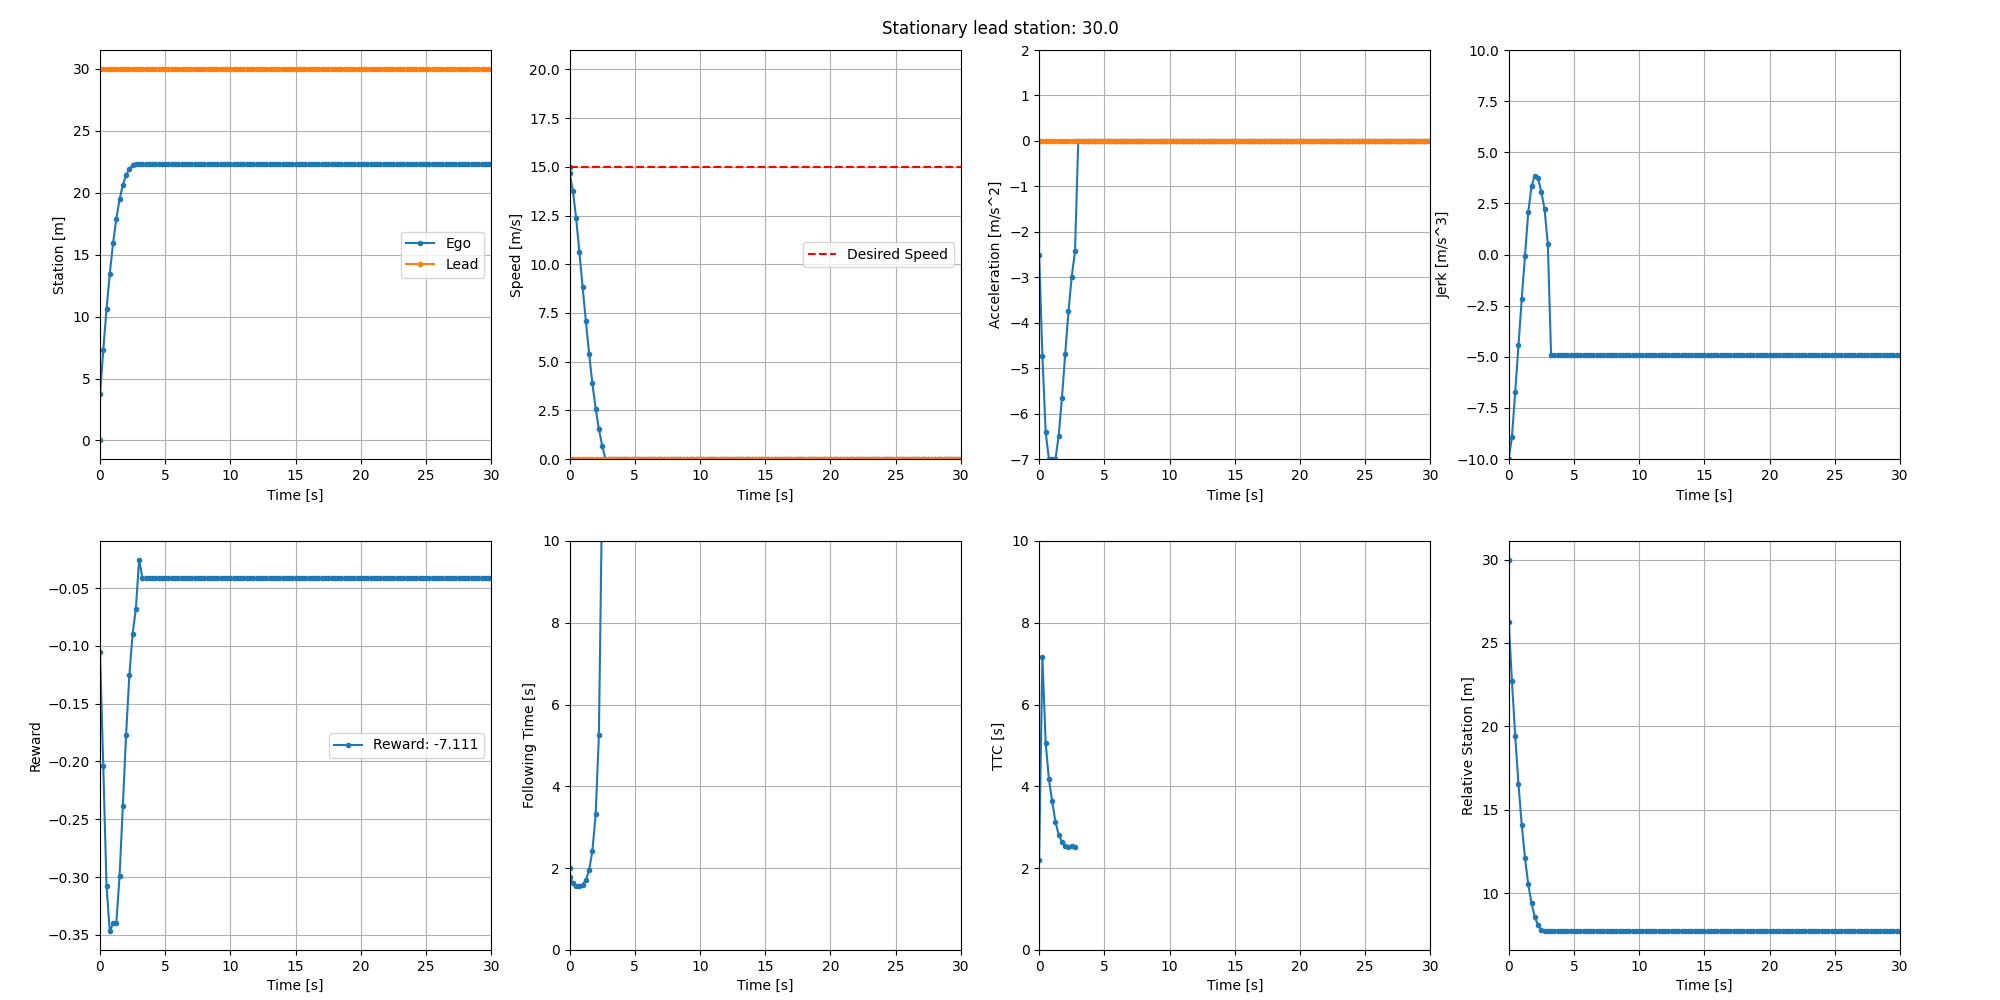 Stationary lead station: 30.0
30
25
20
15
10
5
0
Station [m]
Ego
Lead
0 5 10 15 20 25 30
Time [s]
20.0
17.5
15.0
12.5
10.0
7.5
5.0
2.5
0.0
Speed [m/s]
Desired Speed
0 5 10 15 20 25 30
Time [s]
2
1
0
−1
−2
−3
−4
−5
−6
−7
Acceleration [m/s^2]
0 5 10 15 20 25 30
Time [s]
10.0
7.5
5.0
2.5
0.0
−2.5
−5.0
−7.5
−10.0
Jerk [m/s^3]
0 5 10 15 20 25 30
Time [s]
−0.05
−0.10
−0.15
−0.20
−0.25
−0.30
−0.35
Reward
Reward: -7.111
0 5 10 15 20 25 30
Time [s]
10
8
6
4
2
0
Following Time [s]
0 5 10 15 20 25 30
Time [s]
10
8
6
4
2
0
TTC [s]
0 5 10 15 20 25 30
Time [s]
30
25
20
15
10
Relative Station [m]
0 5 10 15 20 25 30
Time [s]